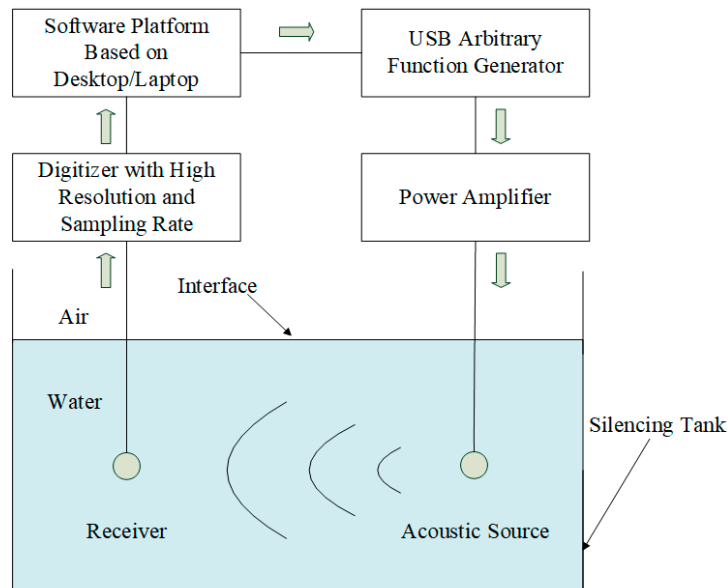 Software Platform
Based on
Desktop/Laptop
USB Arbitrary
Function Generator
Digitizer with High
Resolution and
Sampling Rate
Power Amplifier
Interface
Air
Water
Silencing Tank
Receiver
Acoustic Source